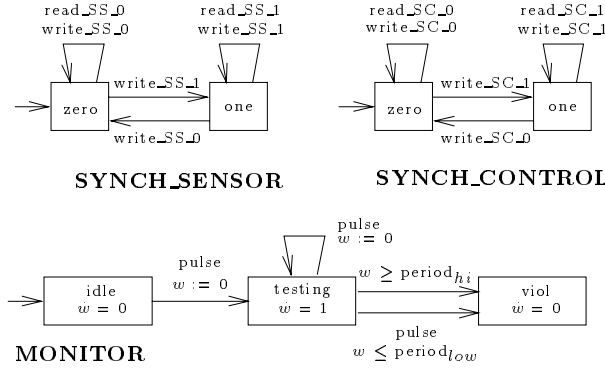 read_SS_0
write_SS_0
read_SS_1
write_SS_1
write_SS_1
zero
one
write_SS_0
SYNCH_SENSOR
read_SC_0
write_SC_0
read_SC_1
write_SC_1
write_SC_1
zero
one
write_SC_0
SYNCH_CONTROL
pulse
w := 0
pulse
w := 0
idle
ẇ = 0
testing
ẇ = 1
w ≥ period_hi
viol
ẇ = 0
pulse
w ≤ period_low
MONITOR